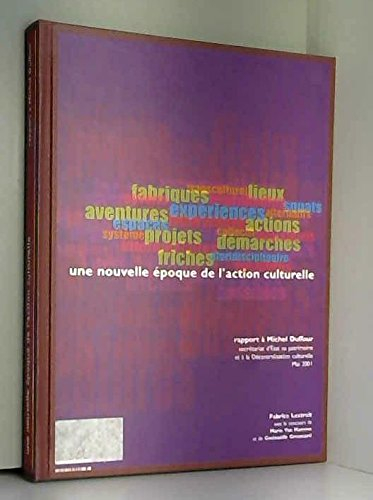 fabriques lieux
squats
aventures expériences
espaces actions
projets
démarches
friches pluridisciplinaire
une nouvelle époque de l'action culturelle
rapport à Michel Duffour
secrétariat d'État au patrimoine
et à la Décentralisation culturelle
Mai 2001
Fabrice Lextrait
avec le concours de
Marie Van Hamme
et de Gwénaëlle Groussard